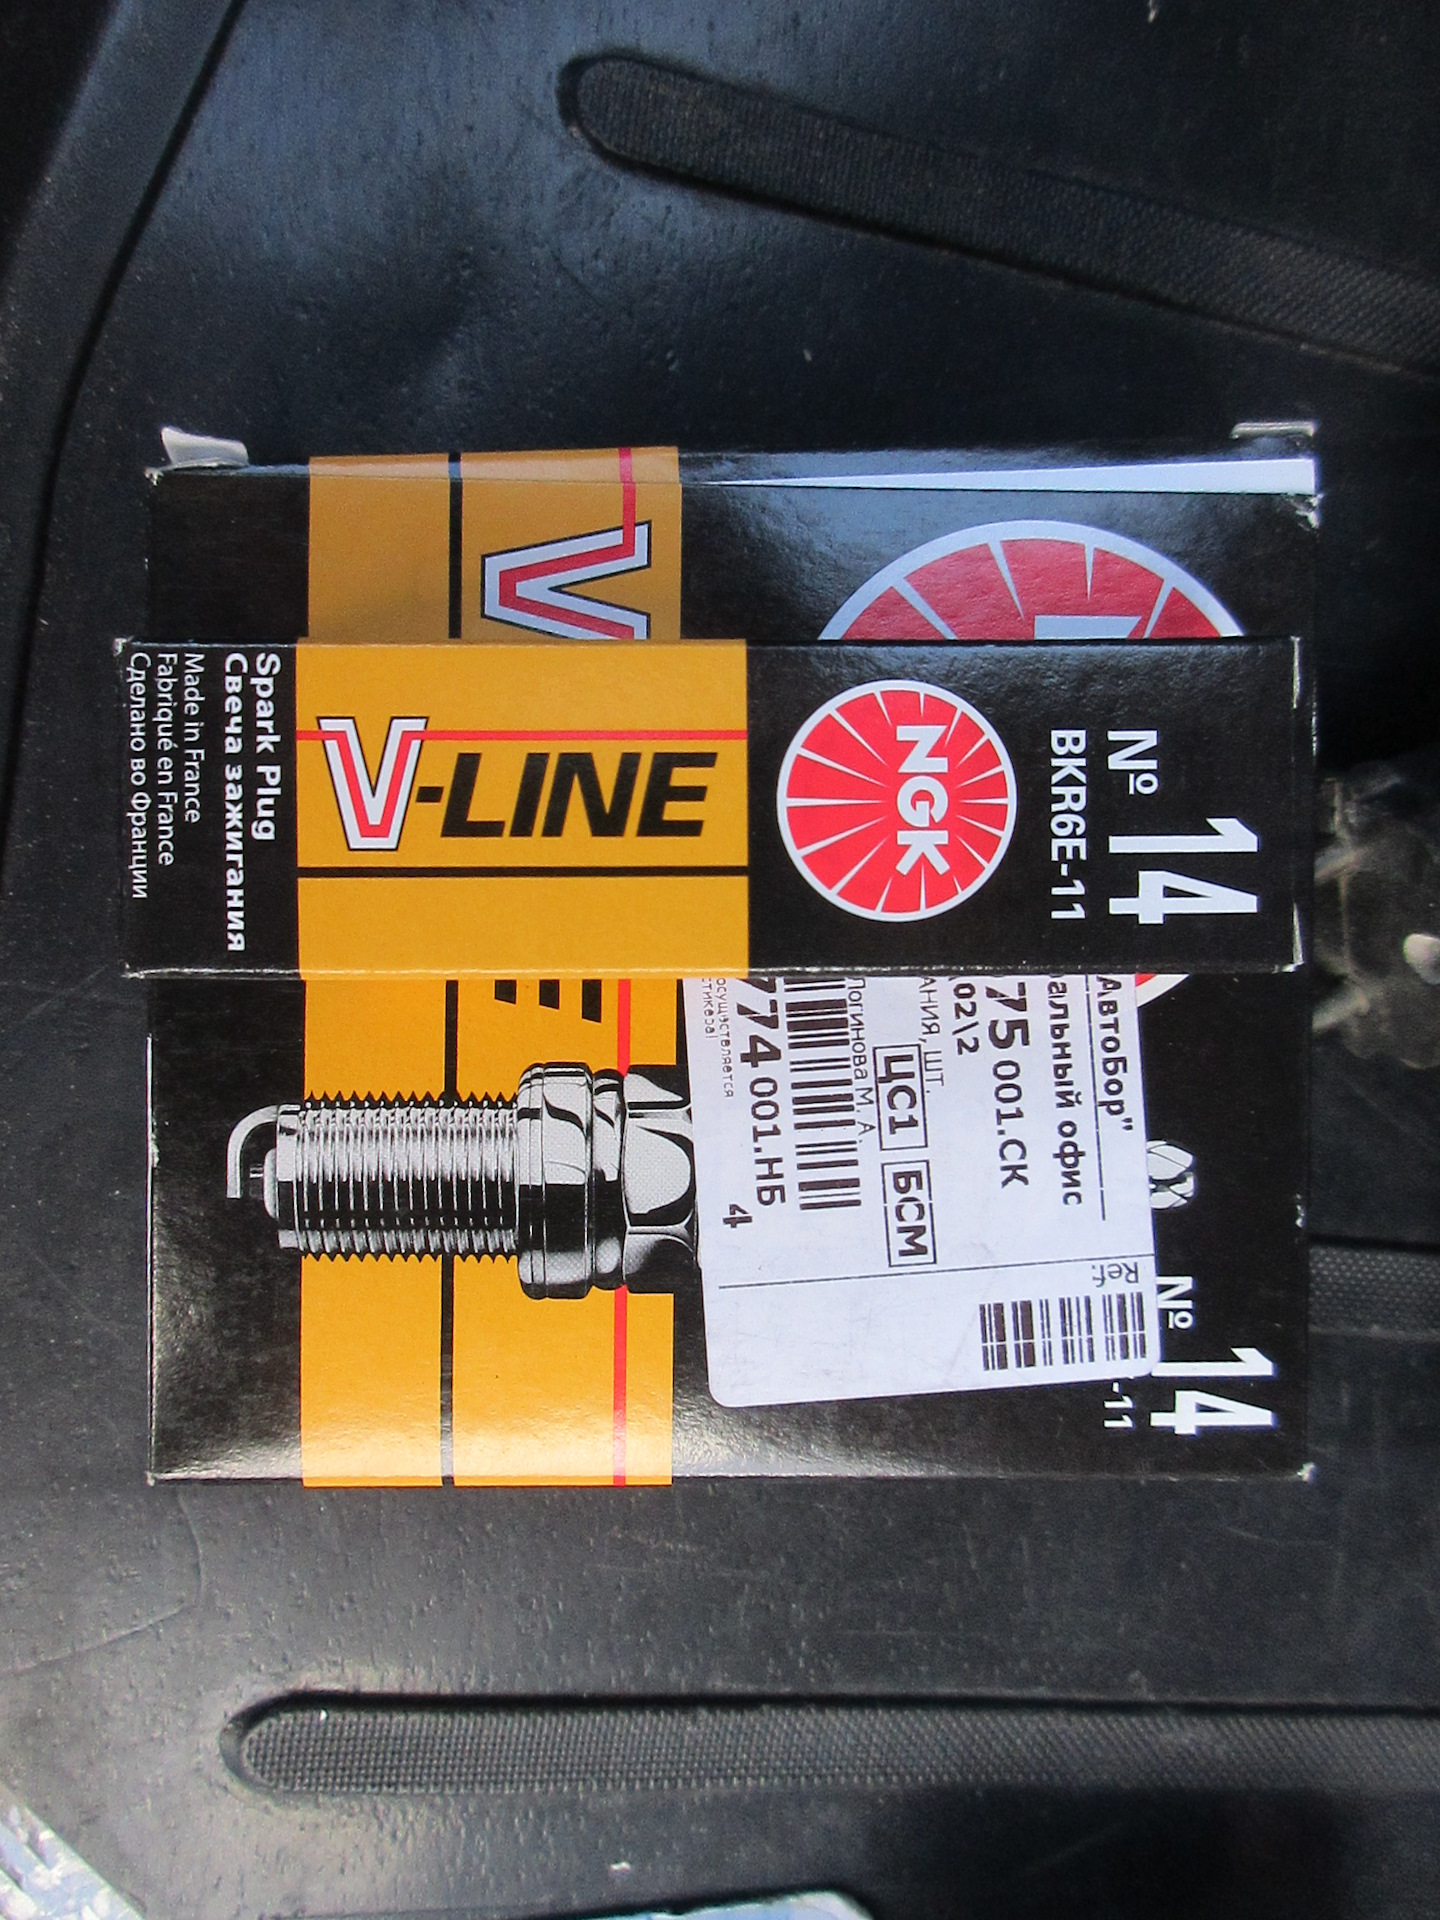 № 14
BKR6E-11
NGK
V-LINE
Spark Plug
Свеча зажигания
Made in France
Fabriqué en France
Сделано во Франции
V
№ 14
-11
АвтоБор"
альный офис
75 001.СК
02\2
АНИЯ, шт.
ЦС1 БСМ
Логинова М. А.
774 001.НБ
4
осуществляется
стикера!
Ref.